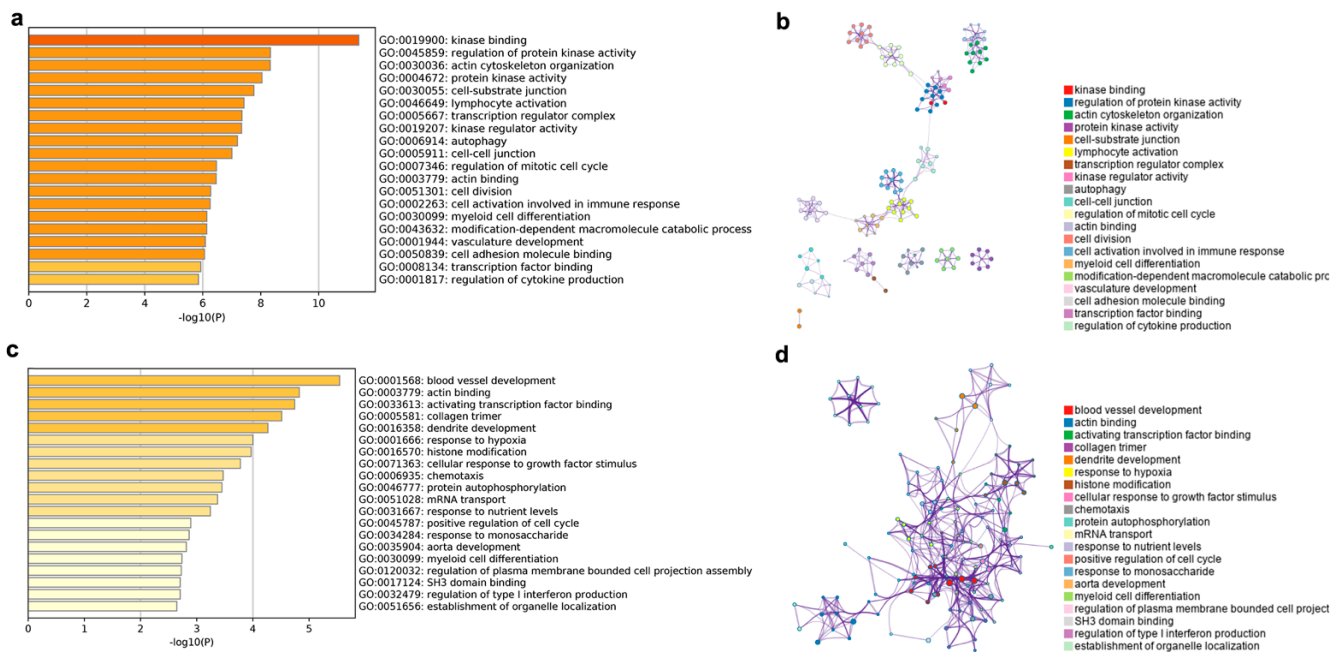 a
GO:0019900: kinase binding
GO:0045859: regulation of protein kinase activity
GO:0030036: actin cytoskeleton organization
GO:0004672: protein kinase activity
GO:0030055: cell-substrate junction
GO:0046649: lymphocyte activation
GO:0005667: transcription regulator complex
GO:0019207: kinase regulator activity
GO:0006914: autophagy
GO:0005911: cell-cell junction
GO:0007346: regulation of mitotic cell cycle
GO:0003779: actin binding
GO:0051301: cell division
GO:0002263: cell activation involved in immune response
GO:0030099: myeloid cell differentiation
GO:0043632: modification-dependent macromolecule catabolic process
GO:0001944: vasculature development
GO:0050839: cell adhesion molecule binding
GO:0008134: transcription factor binding
GO:0001817: regulation of cytokine production
0 2 4 6 8 10
-log10(P)
b
kinase binding
regulation of protein kinase activity
actin cytoskeleton organization
protein kinase activity
cell-substrate junction
lymphocyte activation
transcription regulator complex
kinase regulator activity
autophagy
cell-cell junction
regulation of mitotic cell cycle
actin binding
cell division
cell activation involved in immune response
myeloid cell differentiation
modification-dependent macromolecule catabolic pro
vasculature development
cell adhesion molecule binding
transcription factor binding
regulation of cytokine production
c
GO:0001568: blood vessel development
GO:0003779: actin binding
GO:0033613: activating transcription factor binding
GO:0005581: collagen trimer
GO:0016358: dendrite development
GO:0001666: response to hypoxia
GO:0016570: histone modification
GO:0071363: cellular response to growth factor stimulus
GO:0006935: chemotaxis
GO:0046777: protein autophosphorylation
GO:0051028: mRNA transport
GO:0031667: response to nutrient levels
GO:0045787: positive regulation of cell cycle
GO:0034284: response to monosaccharide
GO:0035904: aorta development
GO:0030099: myeloid cell differentiation
GO:0120032: regulation of plasma membrane bounded cell projection assembly
GO:0017124: SH3 domain binding
GO:0032479: regulation of type I interferon production
GO:0051656: establishment of organelle localization
0 1 2 3 4 5
-log10(P)
d
blood vessel development
actin binding
activating transcription factor binding
collagen trimer
dendrite development
response to hypoxia
histone modification
cellular response to growth factor stimulus
chemotaxis
protein autophosphorylation
mRNA transport
response to nutrient levels
positive regulation of cell cycle
response to monosaccharide
aorta development
myeloid cell differentiation
regulation of plasma membrane bounded cell project
SH3 domain binding
regulation of type I interferon production
establishment of organelle localization